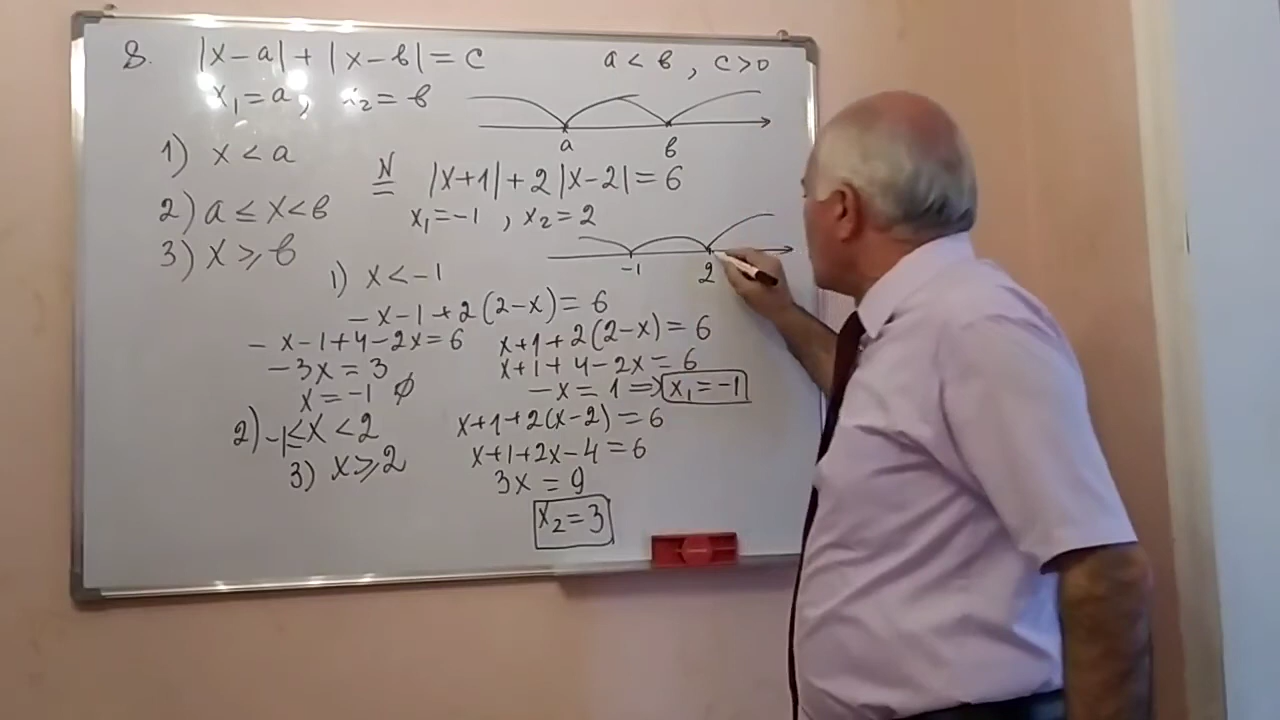 8. |x-a|+|x-b|=c a<b, c>0
x₁=a, x₂=b
a b
1) x<a
N |x+1|+2|x-2|=6
2) a≤x<b
x₁=-1, x₂=2
3) x⩾b
-1 2
1) x<-1
-x-1+2(2-x)=6
-x-1+4-2x=6
-3x=3
x=-1 ∅
2) -1≤x<2
x+1+2(2-x)=6
x+1+4-2x=6
-x=1⇒x₁=-1
3) x⩾2
x+1+2(x-2)=6
x+1+2x-4=6
3x=9
x₂=3